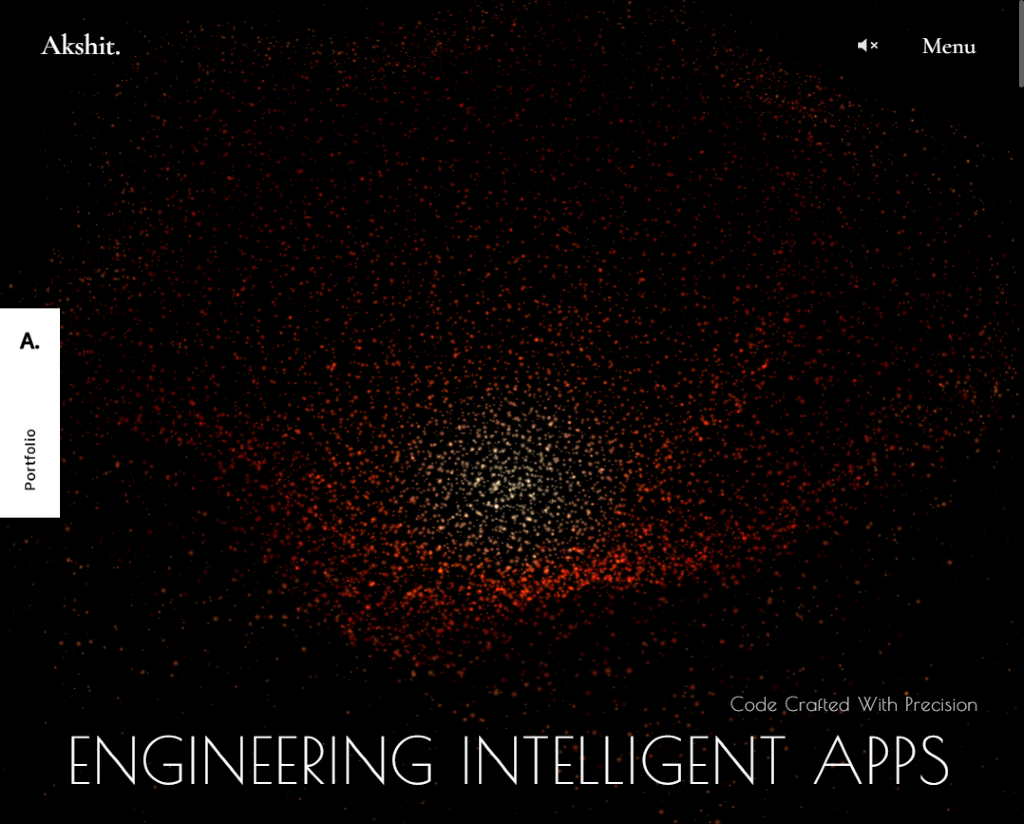 Akshit.
Menu
A.
Portfolio
Code Crafted With Precision
ENGINEERING INTELLIGENT APPS